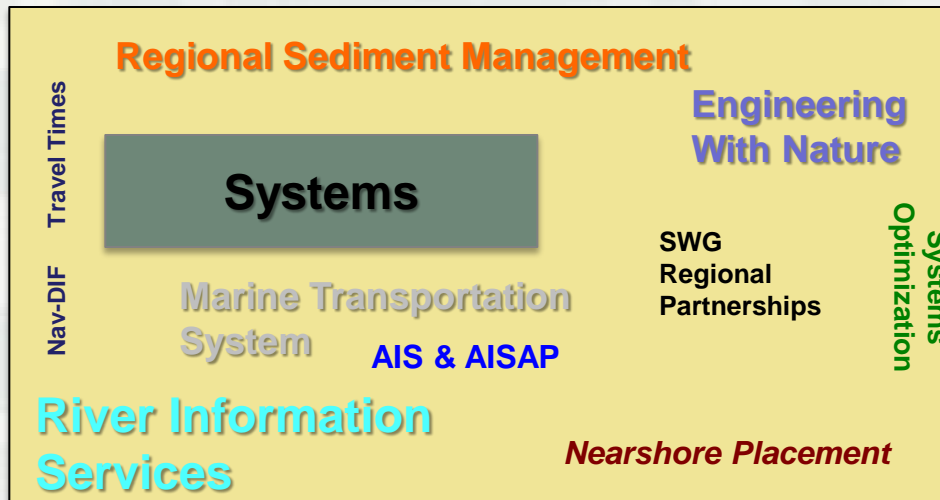 Regional Sediment Management
Travel Times
Engineering
With Nature
Systems
SWG
Regional
Partnerships
Systems
Optimization
Nav-DIF
Marine Transportation
System
AIS & AISAP
River Information
Services
Nearshore Placement